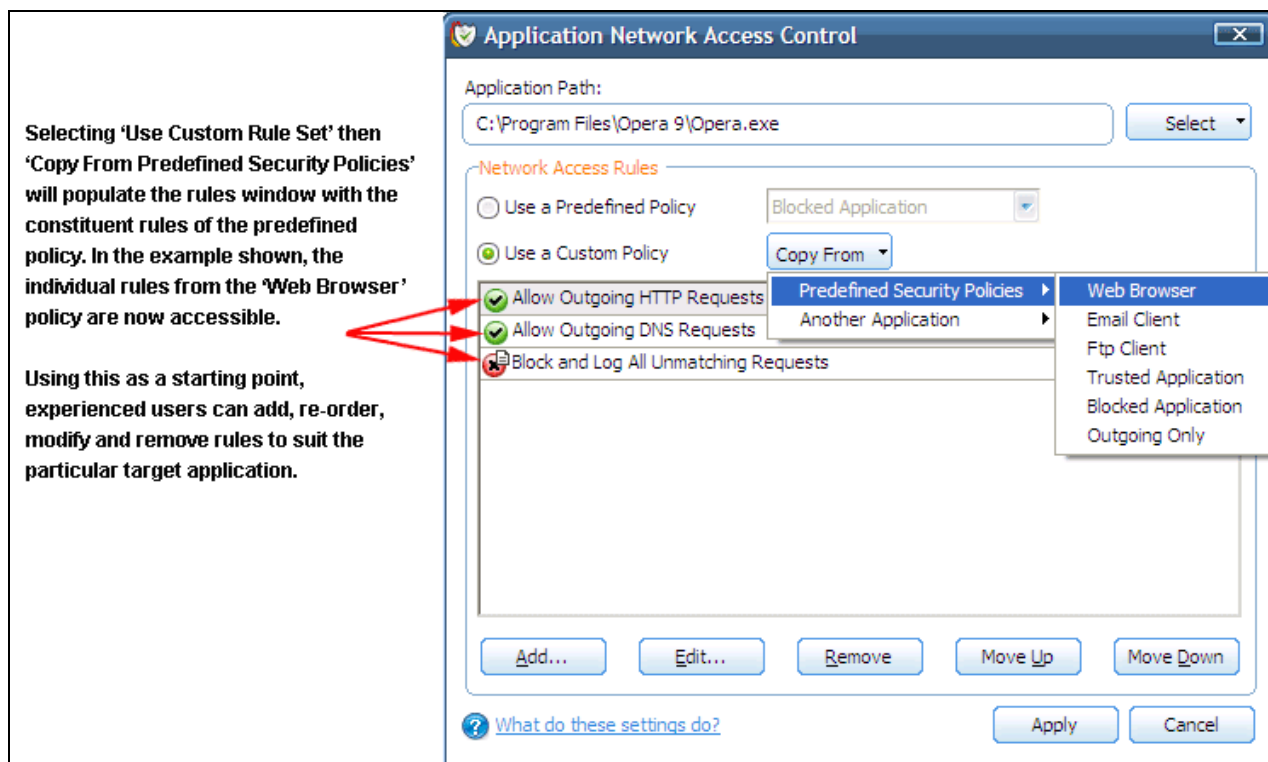 Selecting ‘Use Custom Rule Set’ then
‘Copy From Predefined Security Policies’
will populate the rules window with the
constituent rules of the predefined
policy. In the example shown, the
individual rules from the ‘Web Browser’
policy are now accessible.
Using this as a starting point,
experienced users can add, re-order,
modify and remove rules to suit the
particular target application.
Application Network Access Control
Application Path:
C:\Program Files\Opera 9\Opera.exe
Select
Network Access Rules
Use a Predefined Policy
Blocked Application
Use a Custom Policy
Copy From
Allow Outgoing HTTP Requests
Allow Outgoing DNS Requests
Block and Log All Unmatching Requests
Predefined Security Policies
Another Application
Web Browser
Email Client
Ftp Client
Trusted Application
Blocked Application
Outgoing Only
Add...
Edit...
Remove
Move Up
Move Down
What do these settings do?
Apply
Cancel